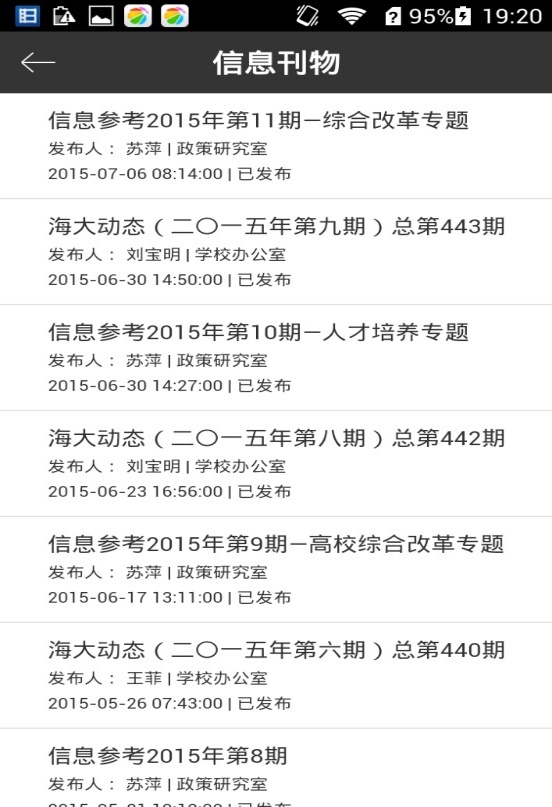 95% 19:20
信息刊物
信息参考2015年第11期—综合改革专题
发布人： 苏萍 | 政策研究室
2015-07-06 08:14:00 | 已发布
海大动态（二〇一五年第九期）总第443期
发布人： 刘宝明 | 学校办公室
2015-06-30 14:50:00 | 已发布
信息参考2015年第10期—人才培养专题
发布人： 苏萍 | 政策研究室
2015-06-30 14:27:00 | 已发布
海大动态（二〇一五年第八期）总第442期
发布人： 刘宝明 | 学校办公室
2015-06-23 16:56:00 | 已发布
信息参考2015年第9期—高校综合改革专题
发布人： 苏萍 | 政策研究室
2015-06-17 13:11:00 | 已发布
海大动态（二〇一五年第六期）总第440期
发布人： 王菲 | 学校办公室
2015-05-26 07:43:00 | 已发布
信息参考2015年第8期
发布人： 苏萍 | 政策研究室